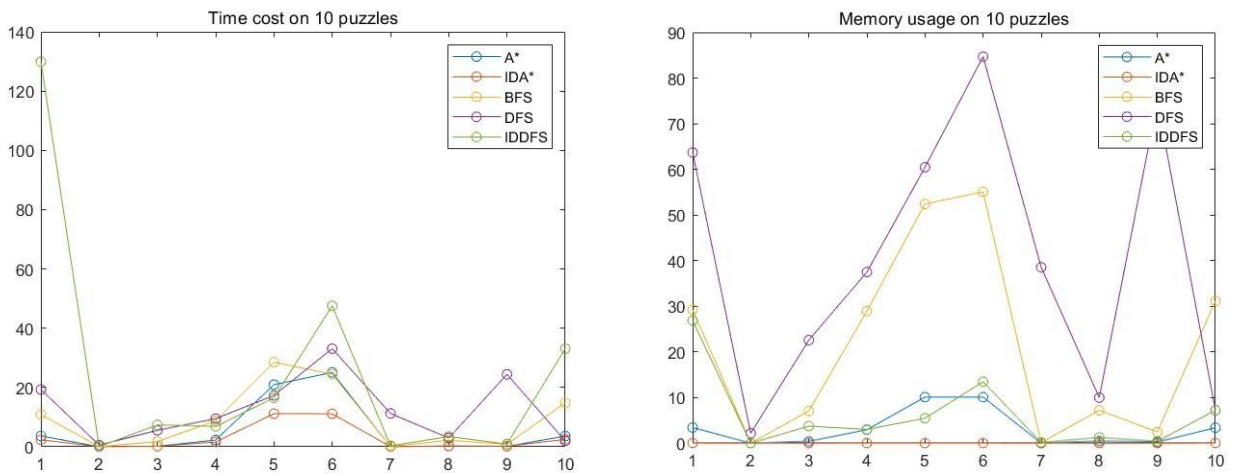 Time cost on 10 puzzles
140
120
100
80
60
40
20
0
1 2 3 4 5 6 7 8 9 10
A*
IDA*
BFS
DFS
IDDFS
Memory usage on 10 puzzles
90
80
70
60
50
40
30
20
10
0
1 2 3 4 5 6 7 8 9 10
A*
IDA*
BFS
DFS
IDDFS